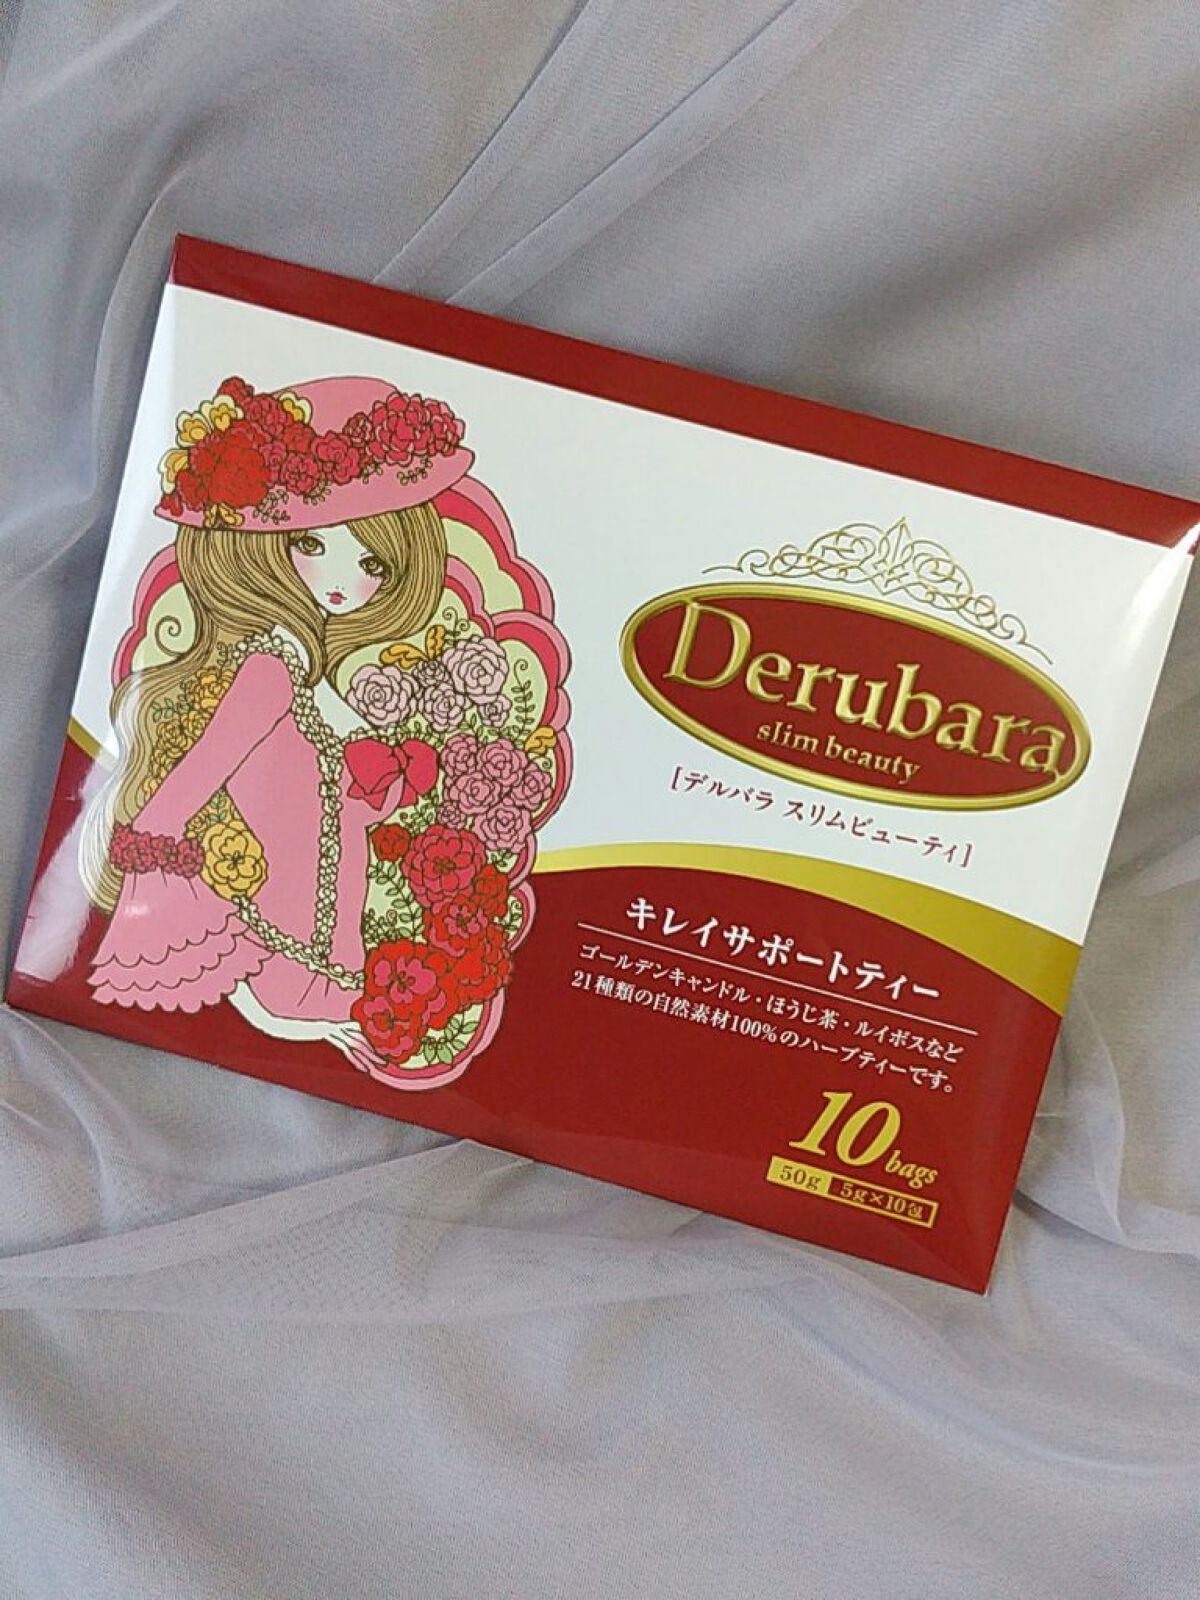 Derubara
slim beauty
[デルバラ スリムビューティ]
キレイサポートティー
ゴールデンキャンドル・ほうじ茶・ルイボスなど
21種類の自然素材100%のハーブティーです。
10 bags
50g 5g×10包